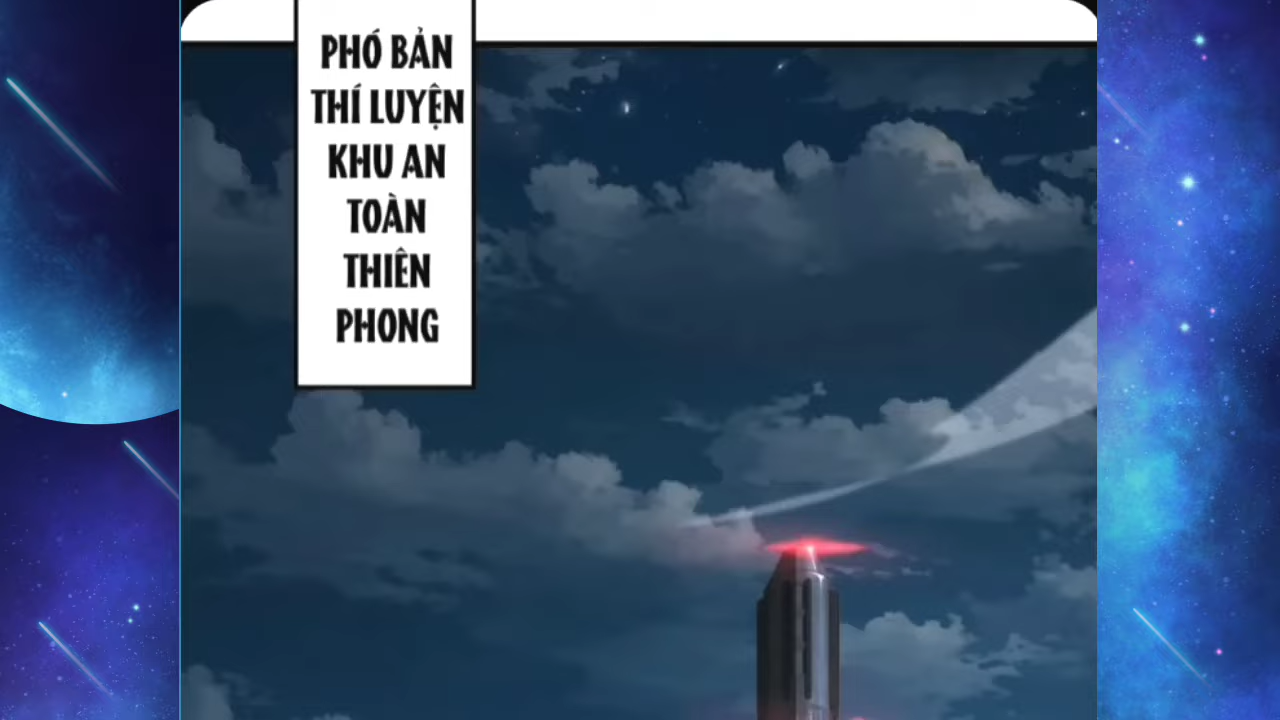 PHÓ BẢN
THÍ LUYỆN
KHU AN
TOÀN
THIÊN
PHONG